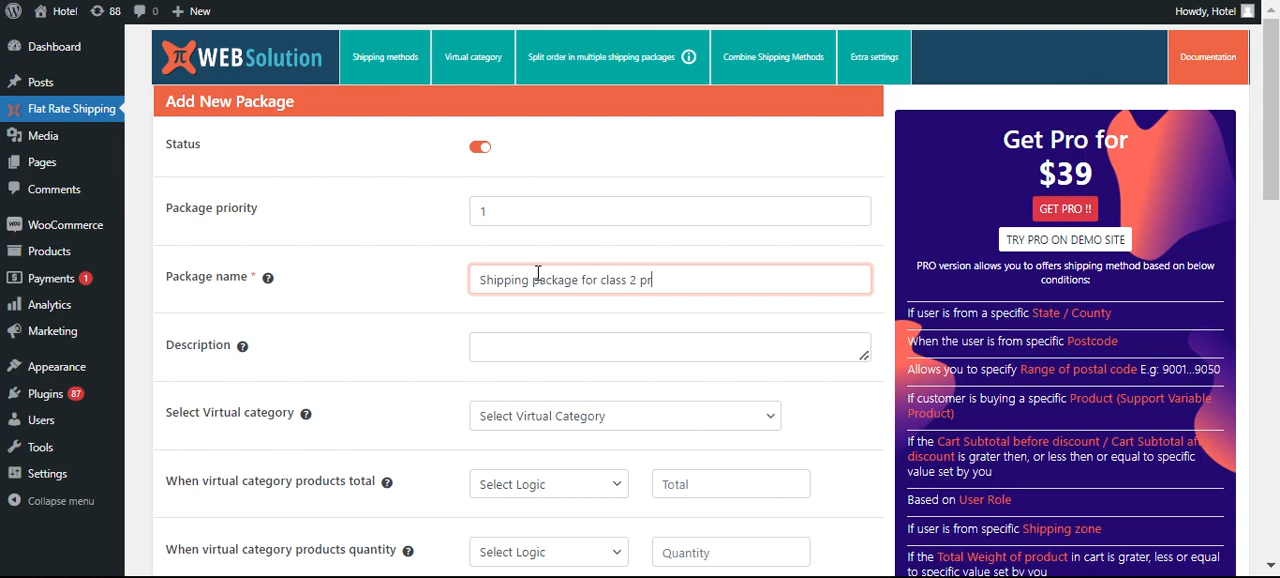 Hotel 88 0 New Howdy, Hotel
Dashboard
Posts
Flat Rate Shipping
Media
Pages
Comments
WooCommerce
Products
Payments 1
Analytics
Marketing
Appearance
Plugins 87
Users
Tools
Settings
Collapse menu
WEBSolution
Shipping methods Virtual category Split order in multiple shipping packages Combine Shipping Methods Extra settings Documentation
Add New Package
Status
Package priority 1
Package name * Shipping package for class 2 pr
Description
Select Virtual category Select Virtual Category
When virtual category products total Select Logic Total
When virtual category products quantity Select Logic Quantity
Get Pro for
$39
GET PRO !!
TRY PRO ON DEMO SITE
PRO version allows you to offers shipping method based on below
conditions:
If user is from a specific State / County
When the user is from specific Postcode
Allows you to specify Range of postal code E.g: 9001...9050
If customer is buying a specific Product (Support Variable
Product)
If the Cart Subtotal before discount / Cart Subtotal after
discount is grater then, or less then or equal to specific
value set by you
Based on User Role
If user is from specific Shipping zone
If the Total Weight of product in cart is grater, less or equal
to specific value set by you